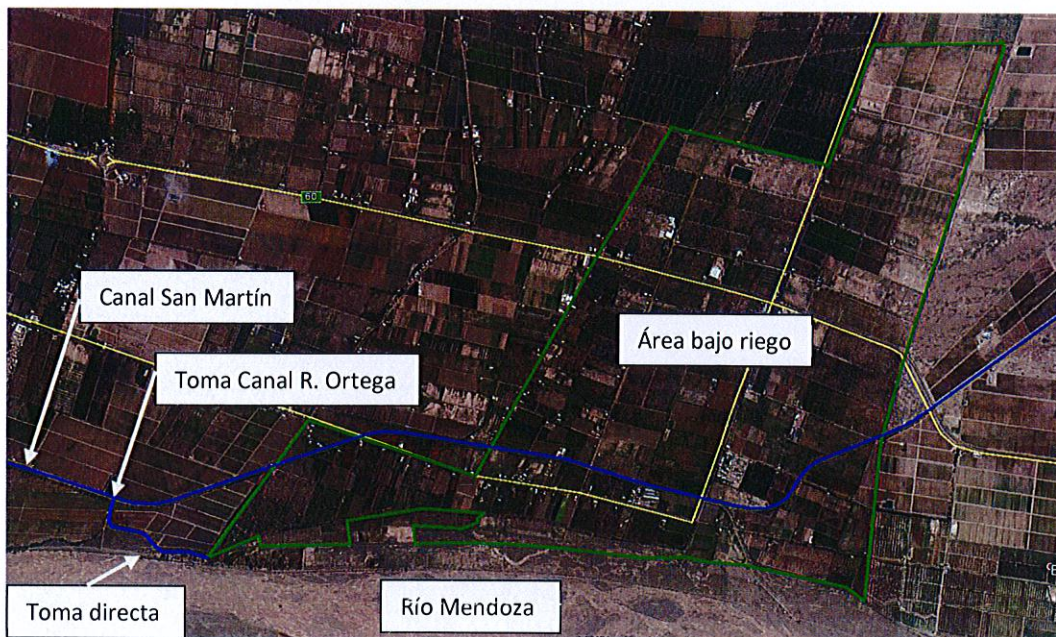 60
Canal San Martín
Área bajo riego
Toma Canal R. Ortega
Toma directa
Río Mendoza